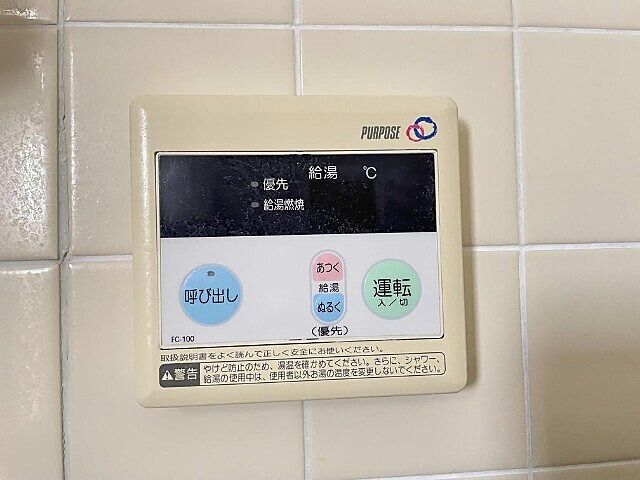 PURPOSE
給湯 ℃
優先
給湯燃焼
呼び出し
あつく
給湯
ぬるく
(優先)
運転
入／切
FC-100
取扱説明書をよく読んで正しく安全にお使いください。
警告
やけど防止のため、湯温を確かめてください。さらに、シャワー、
給湯の使用中は、使用者以外お湯の温度を変更しないでください。